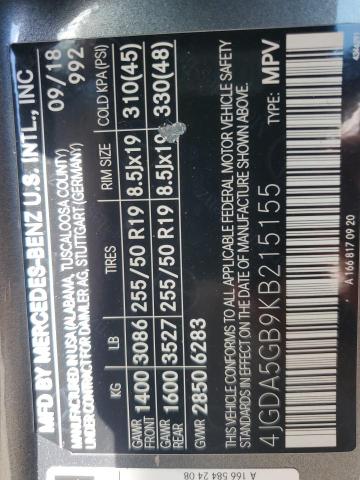 MFD BY MERCEDES-BENZ U.S. INTL., INC
MANUFACTURED IN USA (ALABAMA, TUSCALOOSA COUNTY) 09/18
UNDER CONTRACT FOR DAIMLER AG, STUTTGART (GERMANY) 992
KG LB TIRES RIM SIZE COLD KPA(PSI)
GAWR FRONT 1400 3086 255/50 R19 8.5Jx19 310(45)
GAWR REAR 1600 3527 255/50 R19 8.5Jx19 330(48)
GVWR 2850 6283
THIS VEHICLE CONFORMS TO ALL APPLICABLE FEDERAL MOTOR VEHICLE SAFETY
STANDARDS IN EFFECT ON THE DATE OF MANUFACTURE SHOWN ABOVE.
4JGDA5GB9KB215155 TYPE: MPV
A 166 817 09 20
A 166 584 24 08